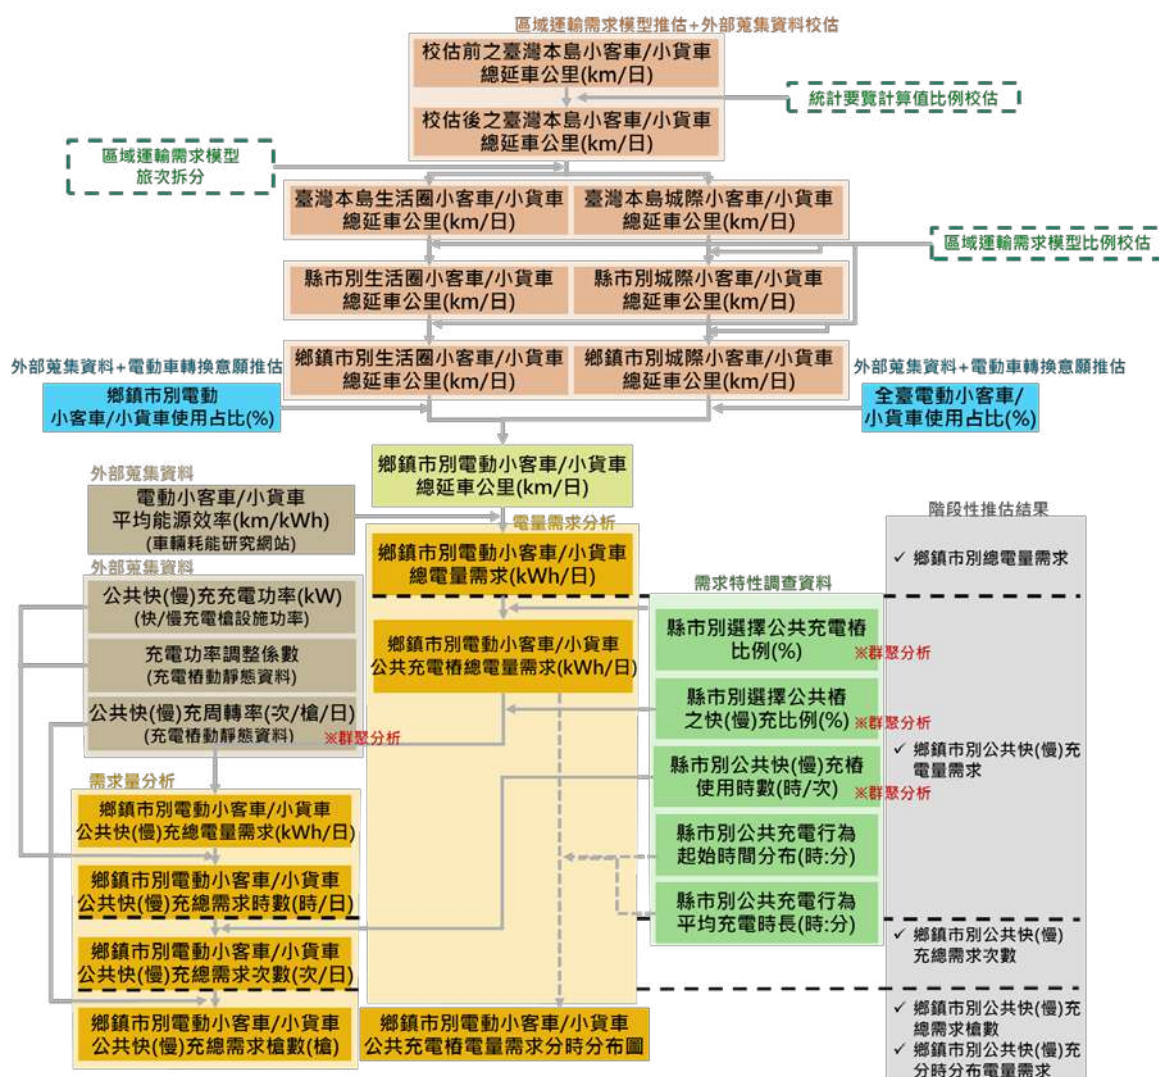 區域運輸需求模型推估+外部蒐集資料校估
校估前之臺灣本島小客車/小貨車
總延車公里(km/日)
統計要覽計算值比例校估
校估後之臺灣本島小客車/小貨車
總延車公里(km/日)
區域運輸需求模型
旅次拆分
臺灣本島生活圈小客車/小貨車
總延車公里(km/日)
臺灣本島城際小客車/小貨車
總延車公里(km/日)
區域運輸需求模型比例校估
縣市別生活圈小客車/小貨車
總延車公里(km/日)
縣市別城際小客車/小貨車
總延車公里(km/日)
鄉鎮市別生活圈小客車/小貨車
總延車公里(km/日)
鄉鎮市別城際小客車/小貨車
總延車公里(km/日)
外部蒐集資料+電動車轉換意願推估
鄉鎮市別電動
小客車/小貨車使用占比(%)
外部蒐集資料+電動車轉換意願推估
全臺電動小客車/
小貨車使用占比(%)
鄉鎮市別電動小客車/小貨車
總延車公里(km/日)
外部蒐集資料
電動小客車/小貨車
平均能源效率(km/kWh)
(車輛耗能研究網站)
電量需求分析
鄉鎮市別電動小客車/小貨車
總電量需求(kWh/日)
鄉鎮市別電動小客車/小貨車
公共充電樁總電量需求(kWh/日)
外部蒐集資料
公共快(慢)充充電功率(kW)
(快/慢充電槍設施功率)
充電功率調整係數
(充電樁動靜態資料)
公共快(慢)充周轉率(次/槍/日)
(充電樁動靜態資料)
※群聚分析
需求特性調查資料
縣市別選擇公共充電樁
比例(%)
※群聚分析
縣市別選擇公共樁
之快(慢)充比例(%)
※群聚分析
縣市別公共快(慢)充樁
使用時數(時/次)
※群聚分析
縣市別公共充電行為
起始時間分布(時:分)
縣市別公共充電行為
平均充電時長(時:分)
需求量分析
鄉鎮市別電動小客車/小貨車
公共快(慢)充總電量需求(kWh/日)
鄉鎮市別電動小客車/小貨車
公共快(慢)充總需求時數(時/日)
鄉鎮市別電動小客車/小貨車
公共快(慢)充總需求次數(次/日)
鄉鎮市別電動小客車/小貨車
公共快(慢)充總需求槍數(槍)
鄉鎮市別電動小客車/小貨車
公共充電樁電量需求分時分布圖
階段性推估結果
✓ 鄉鎮市別總電量需求
✓ 鄉鎮市別公共快(慢)充
電量需求
✓ 鄉鎮市別公共快(慢)
充總需求次數
✓ 鄉鎮市別公共快(慢)充
總需求槍數
✓ 鄉鎮市別公共快(慢)充
分時分布電量需求